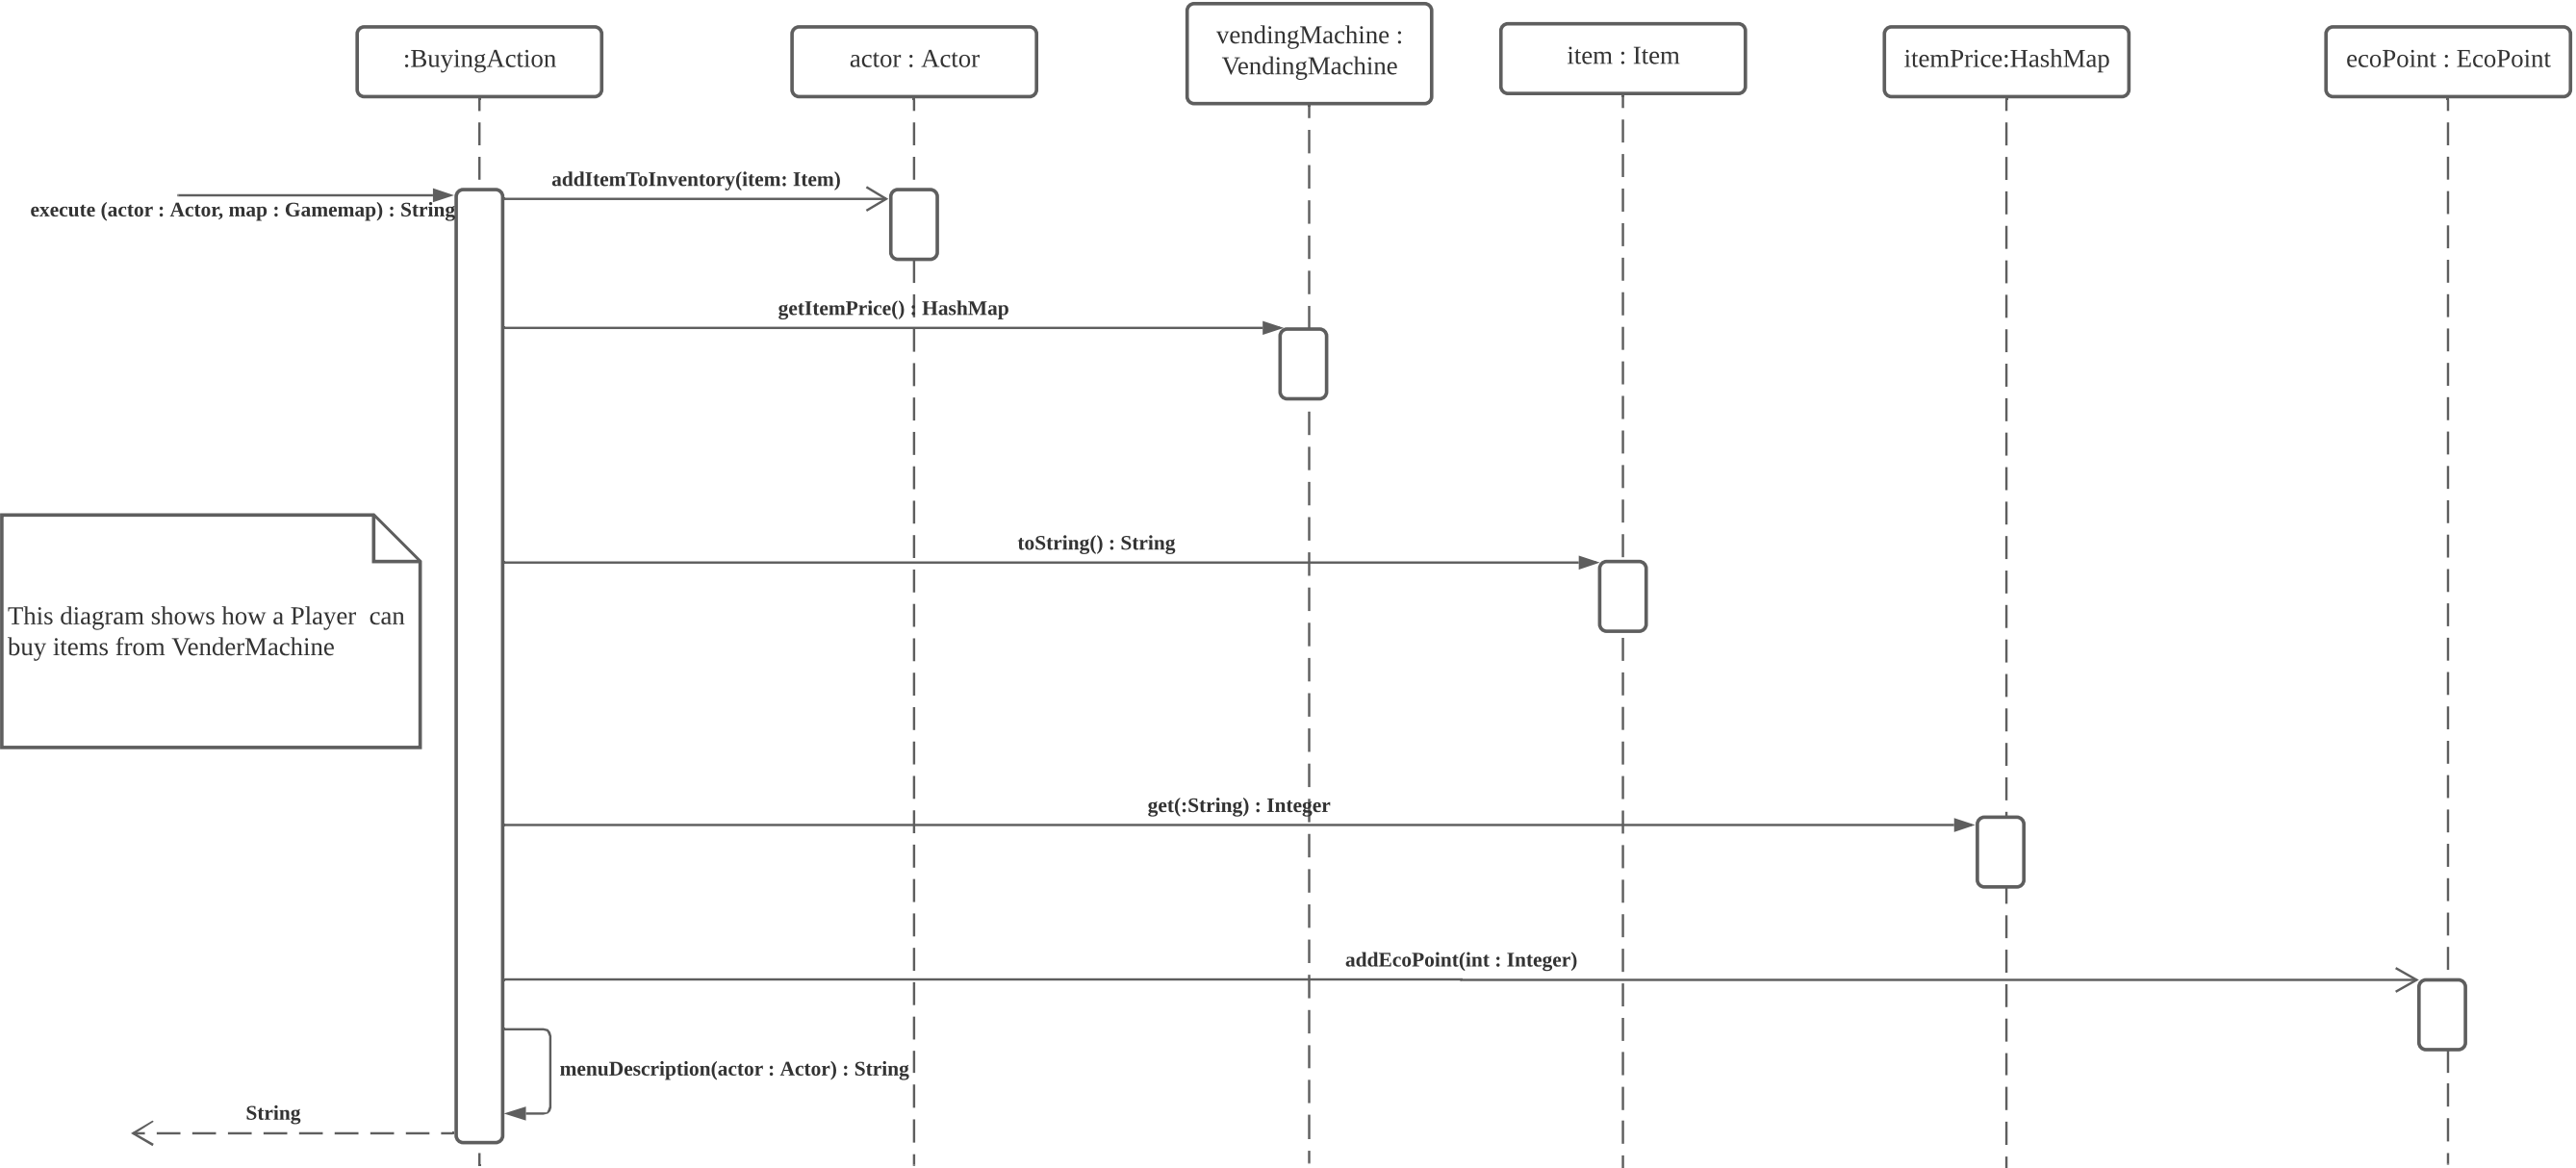 :BuyingAction
actor : Actor
vendingMachine :
VendingMachine
item : Item
itemPrice:HashMap
ecoPoint : EcoPoint
addItemToInventory(item: Item)
execute (actor : Actor, map : Gamemap) : String
getItemPrice() : HashMap
toString() : String
This diagram shows how a Player  can
buy items from VenderMachine
get(:String) : Integer
addEcoPoint(int : Integer)
menuDescription(actor : Actor) : String
String